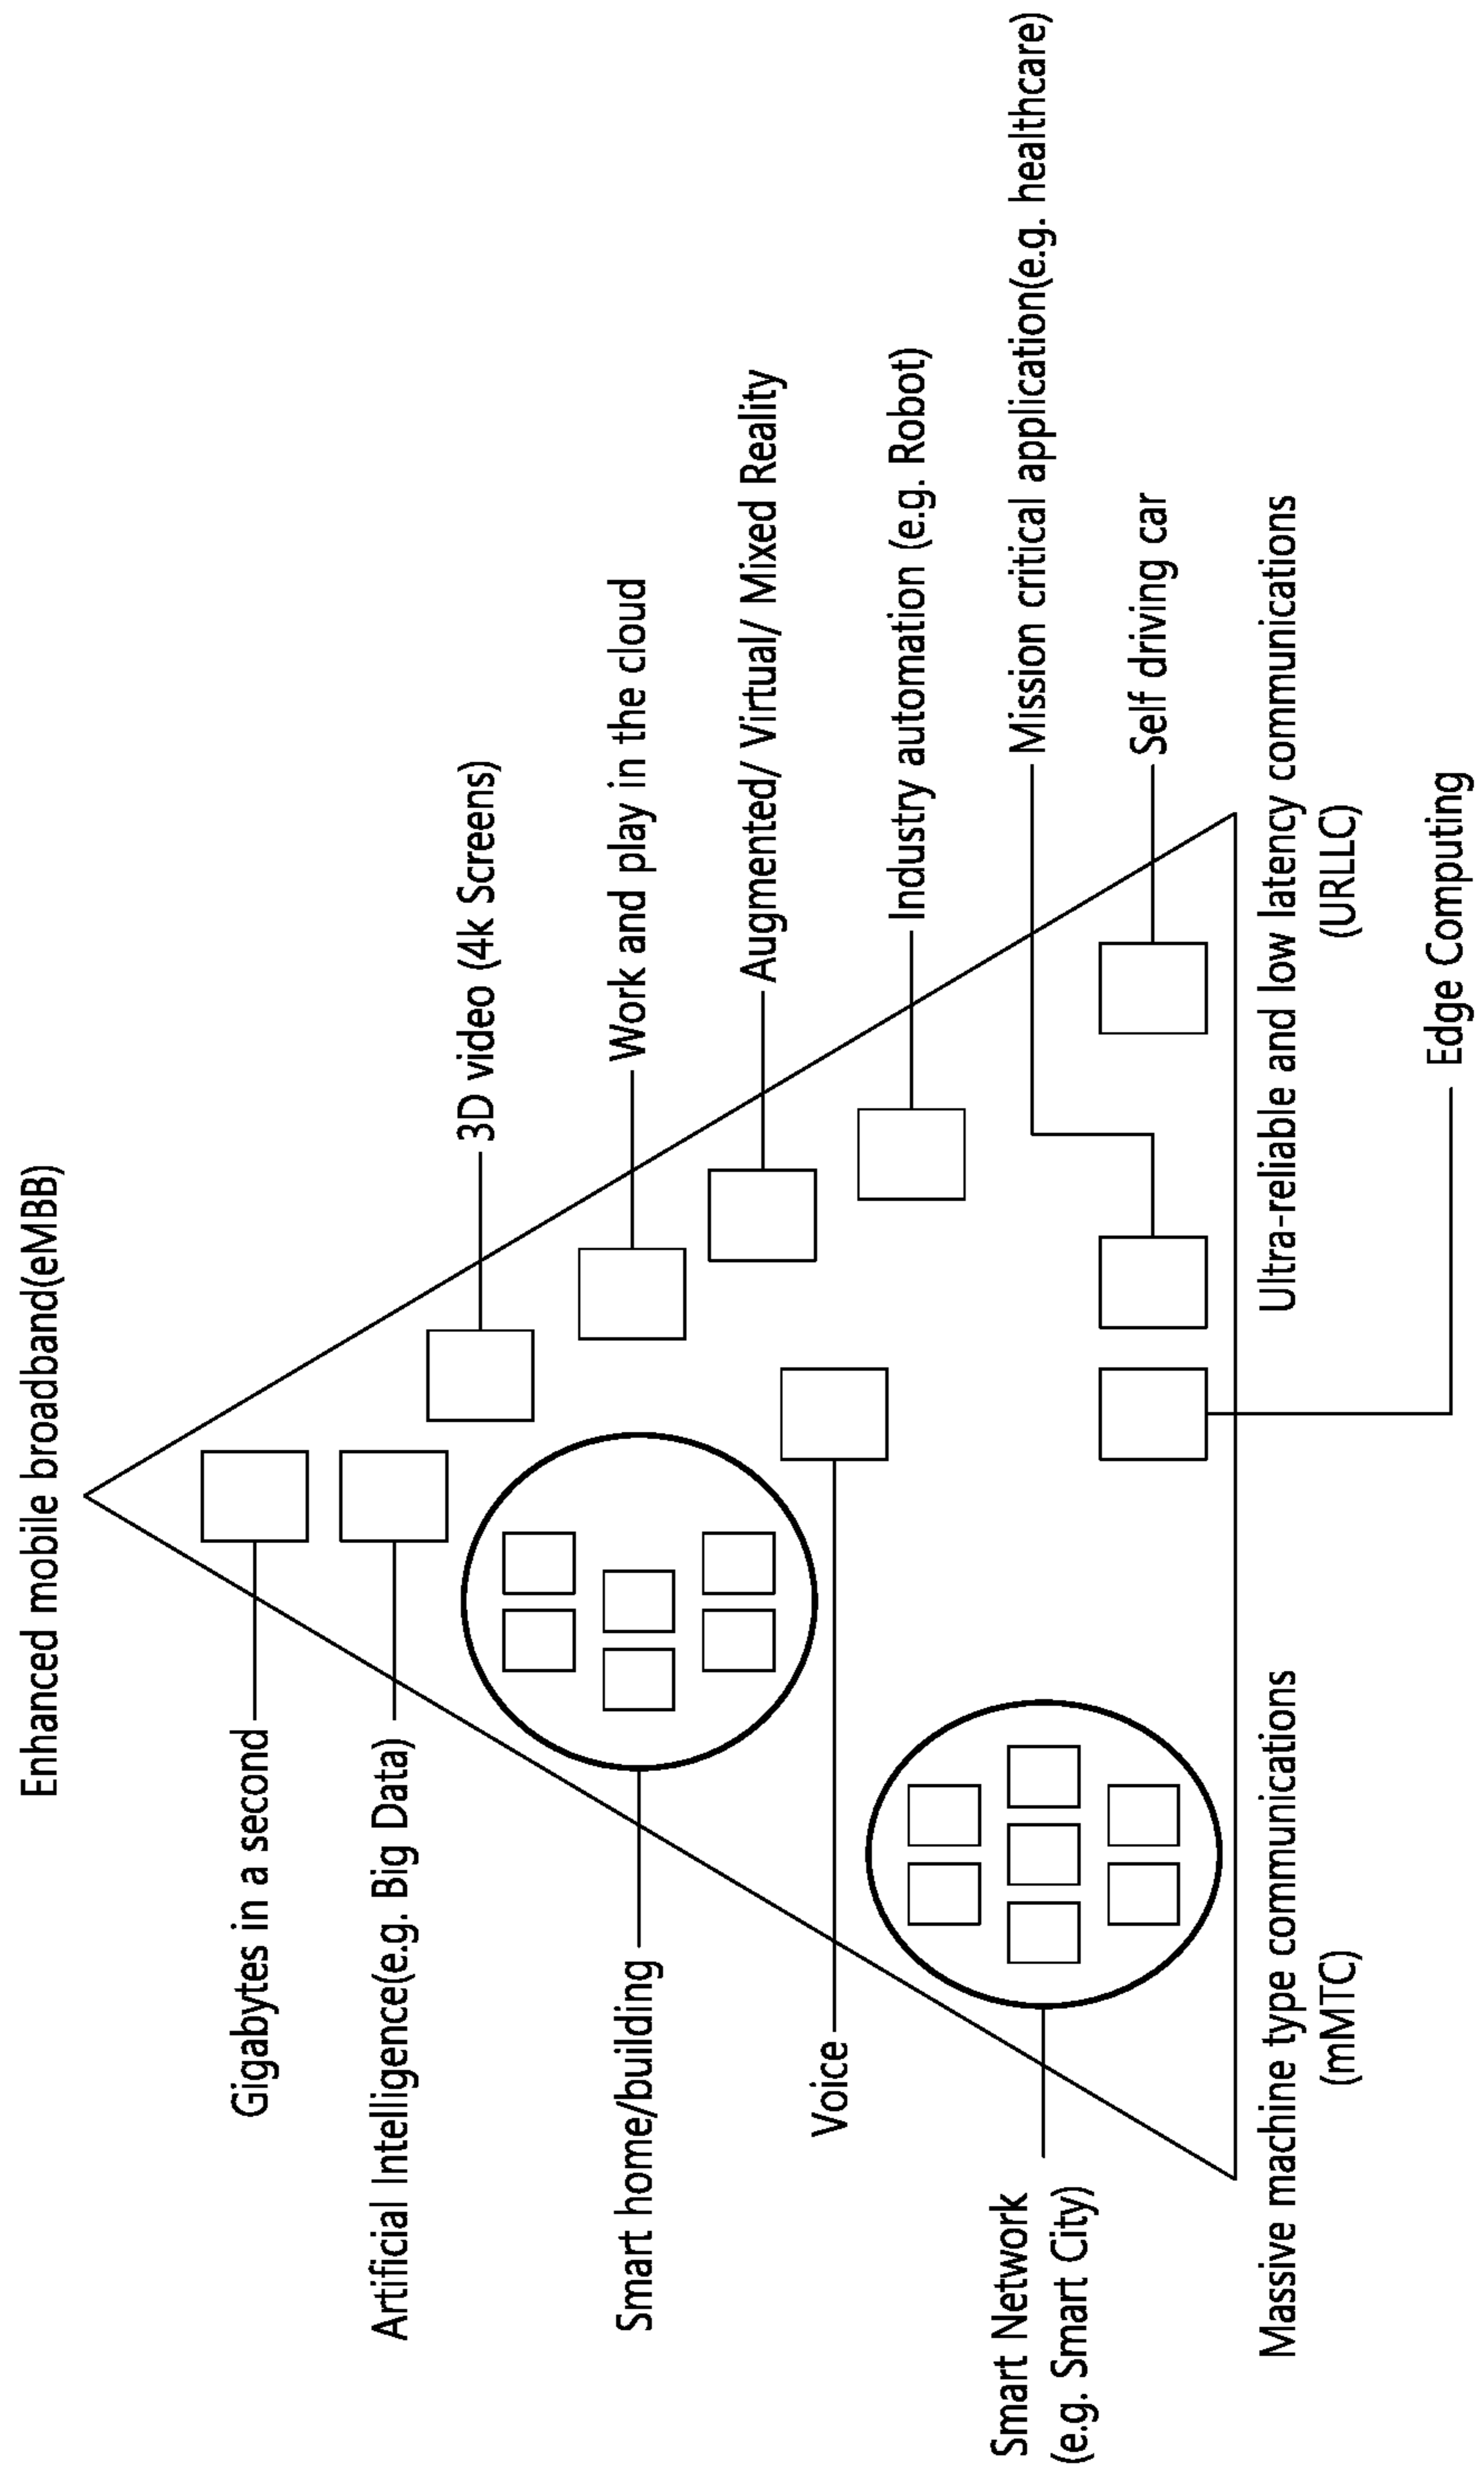 Enhanced mobile broadband(eMBB)
Gigabytes in a second
Artificial Intelligence(e.g. Big Data)
3D video (4k Screens)
Smart home/building
Work and play in the cloud
Augmented/ Virtual/ Mixed Reality
Voice
Industry automation (e.g. Robot)
Smart Network
(e.g. Smart City)
Mission critical application(e.g. healthcare)
Self driving car
Massive machine type communications
(mMTC)
Ultra-reliable and low latency communications
(URLLC)
Edge Computing